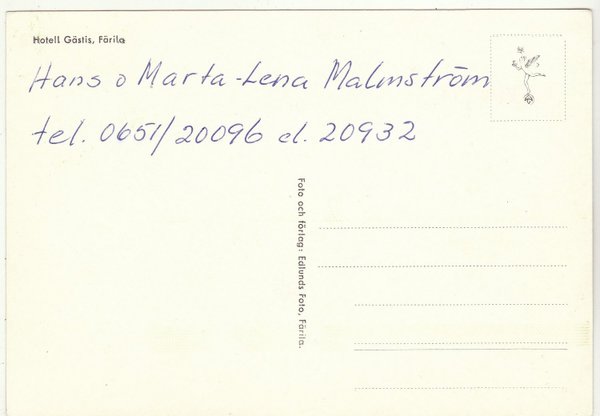 Hotell Gästis, Färila
Hans o Marta-Lena Malmström
tel. 0651/20096 el. 20932
Foto och förlag: Edlunds Foto, Färila.